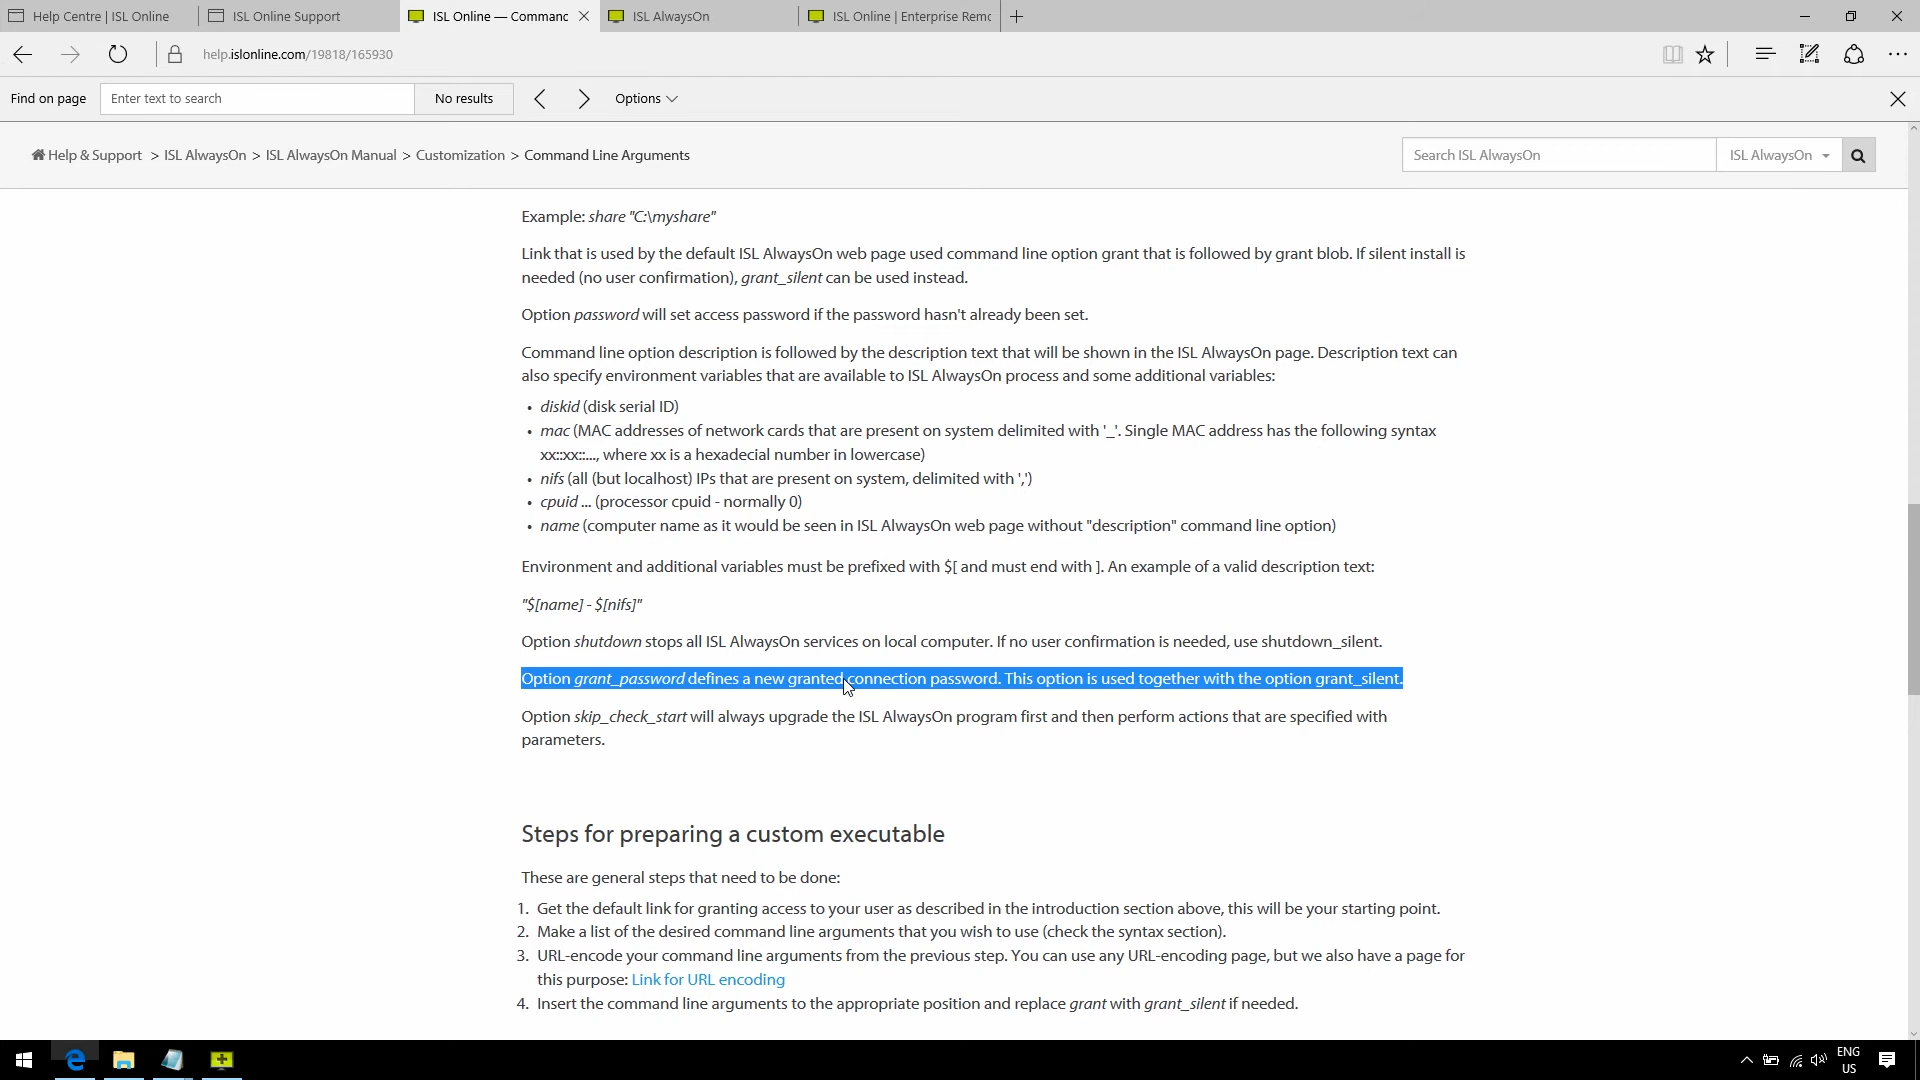 Help Centre | ISL Online
ISL Online Support
ISL Online — Commanc
ISL AlwaysOn
ISL Online | Enterprise Remo
help.islonline.com/19818/165930
Find on page
Enter text to search
No results
Options
Help & Support > ISL AlwaysOn > ISL AlwaysOn Manual > Customization > Command Line Arguments
Search ISL AlwaysOn
ISL AlwaysOn
Example: share "C:\myshare"
Link that is used by the default ISL AlwaysOn web page used command line option grant that is followed by grant blob. If silent install is
needed (no user confirmation), grant_silent can be used instead.
Option password will set access password if the password hasn't already been set.
Command line option description is followed by the description text that will be shown in the ISL AlwaysOn page. Description text can
also specify environment variables that are available to ISL AlwaysOn process and some additional variables:
• diskid (disk serial ID)
• mac (MAC addresses of network cards that are present on system delimited with '_'. Single MAC address has the following syntax
xx::xx::..., where xx is a hexadecial number in lowercase)
• nifs (all (but localhost) IPs that are present on system, delimited with ',')
• cpuid ... (processor cpuid - normally 0)
• name (computer name as it would be seen in ISL AlwaysOn web page without "description" command line option)
Environment and additional variables must be prefixed with $[ and must end with ]. An example of a valid description text:
"$[name] - $[nifs]"
Option shutdown stops all ISL AlwaysOn services on local computer. If no user confirmation is needed, use shutdown_silent.
Option grant_password defines a new granted connection password. This option is used together with the option grant_silent.
Option skip_check_start will always upgrade the ISL AlwaysOn program first and then perform actions that are specified with
parameters.
Steps for preparing a custom executable
These are general steps that need to be done:
1. Get the default link for granting access to your user as described in the introduction section above, this will be your starting point.
2. Make a list of the desired command line arguments that you wish to use (check the syntax section).
3. URL-encode your command line arguments from the previous step. You can use any URL-encoding page, but we also have a page for
this purpose: Link for URL encoding
4. Insert the command line arguments to the appropriate position and replace grant with grant_silent if needed.
ENG
US